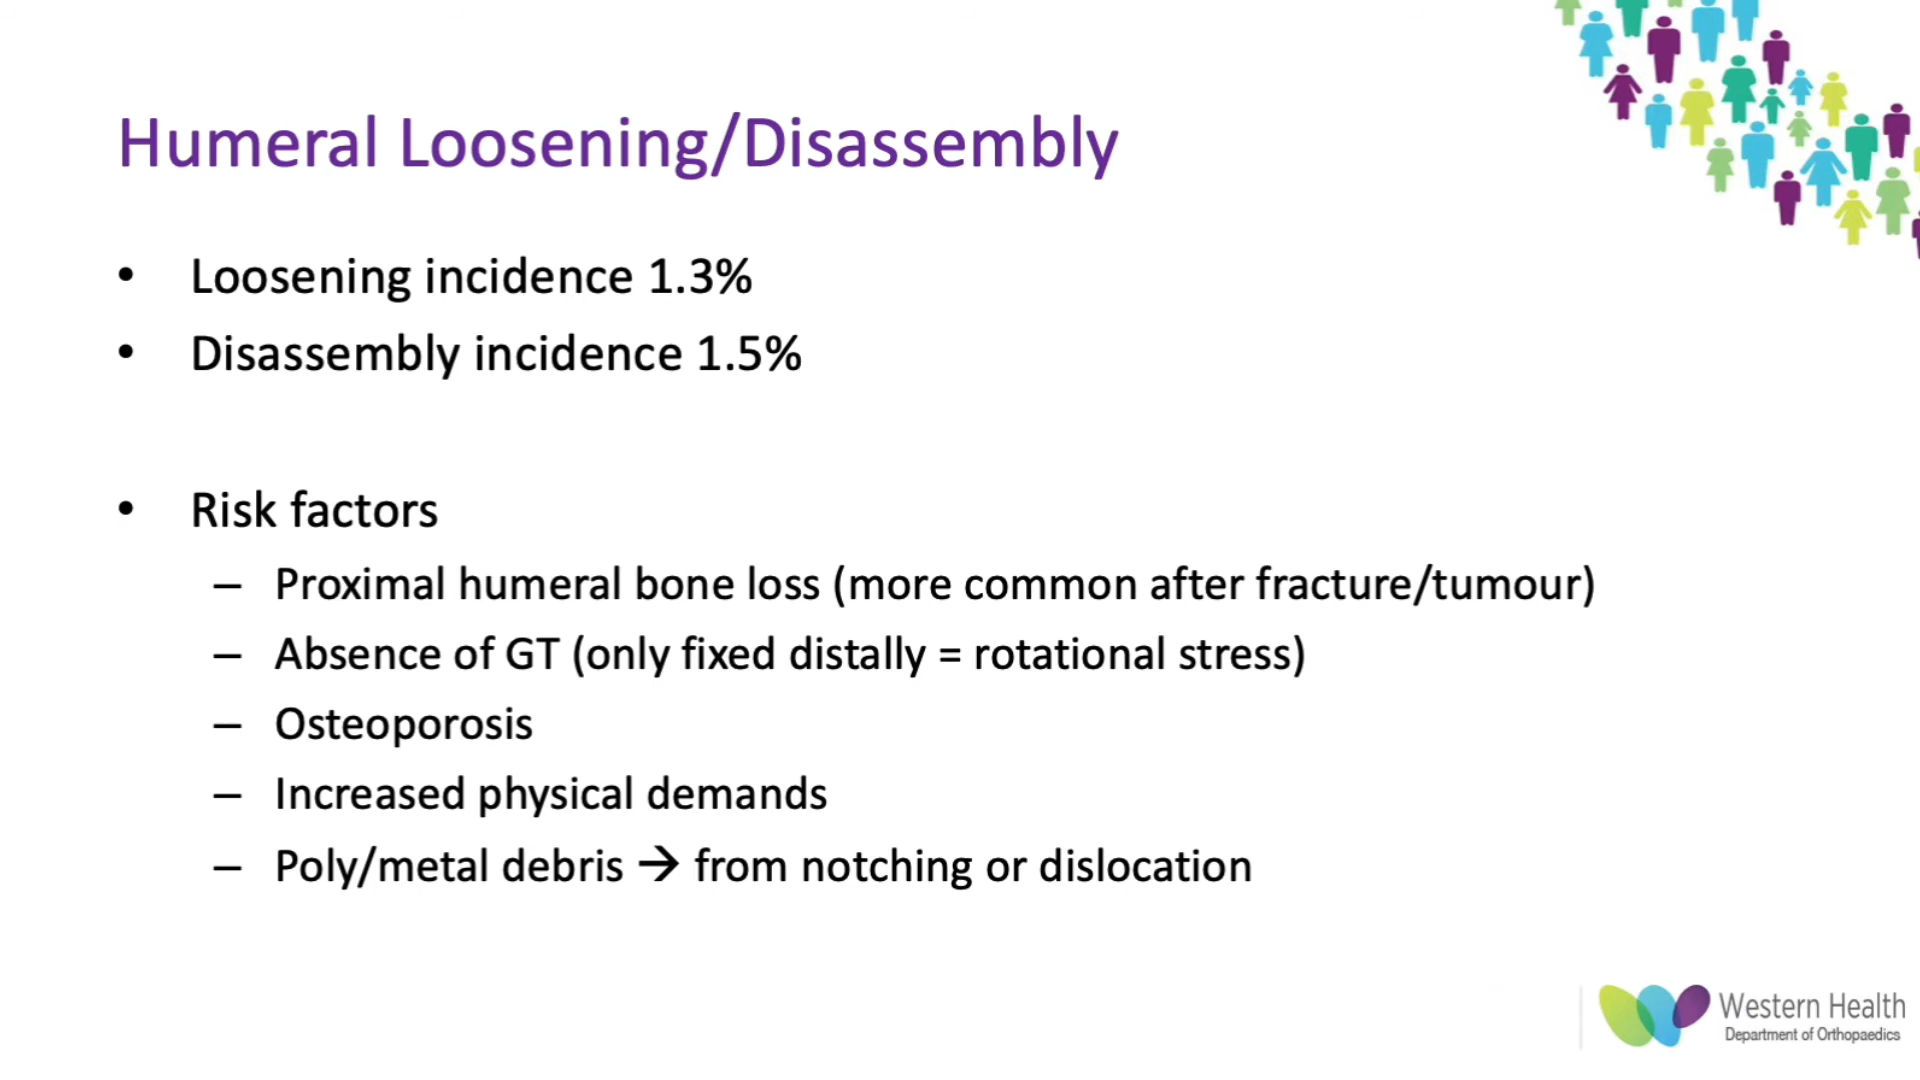 Humeral Loosening/Disassembly
• Loosening incidence 1.3%
• Disassembly incidence 1.5%
• Risk factors
– Proximal humeral bone loss (more common after fracture/tumour)
– Absence of GT (only fixed distally = rotational stress)
– Osteoporosis
– Increased physical demands
– Poly/metal debris → from notching or dislocation
Western Health
Department of Orthopaedics